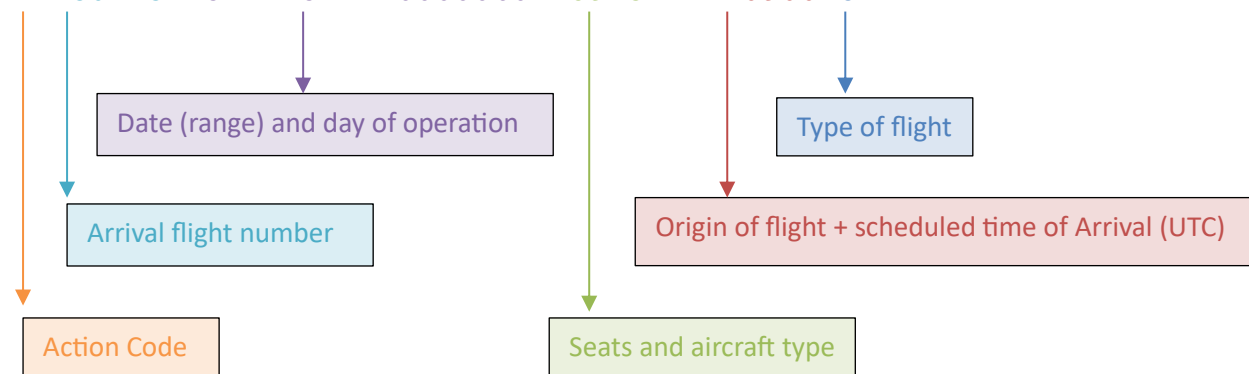 Date (range) and day of operation
Type of flight
Arrival flight number
Origin of flight + scheduled time of Arrival (UTC)
Action Code
Seats and aircraft type